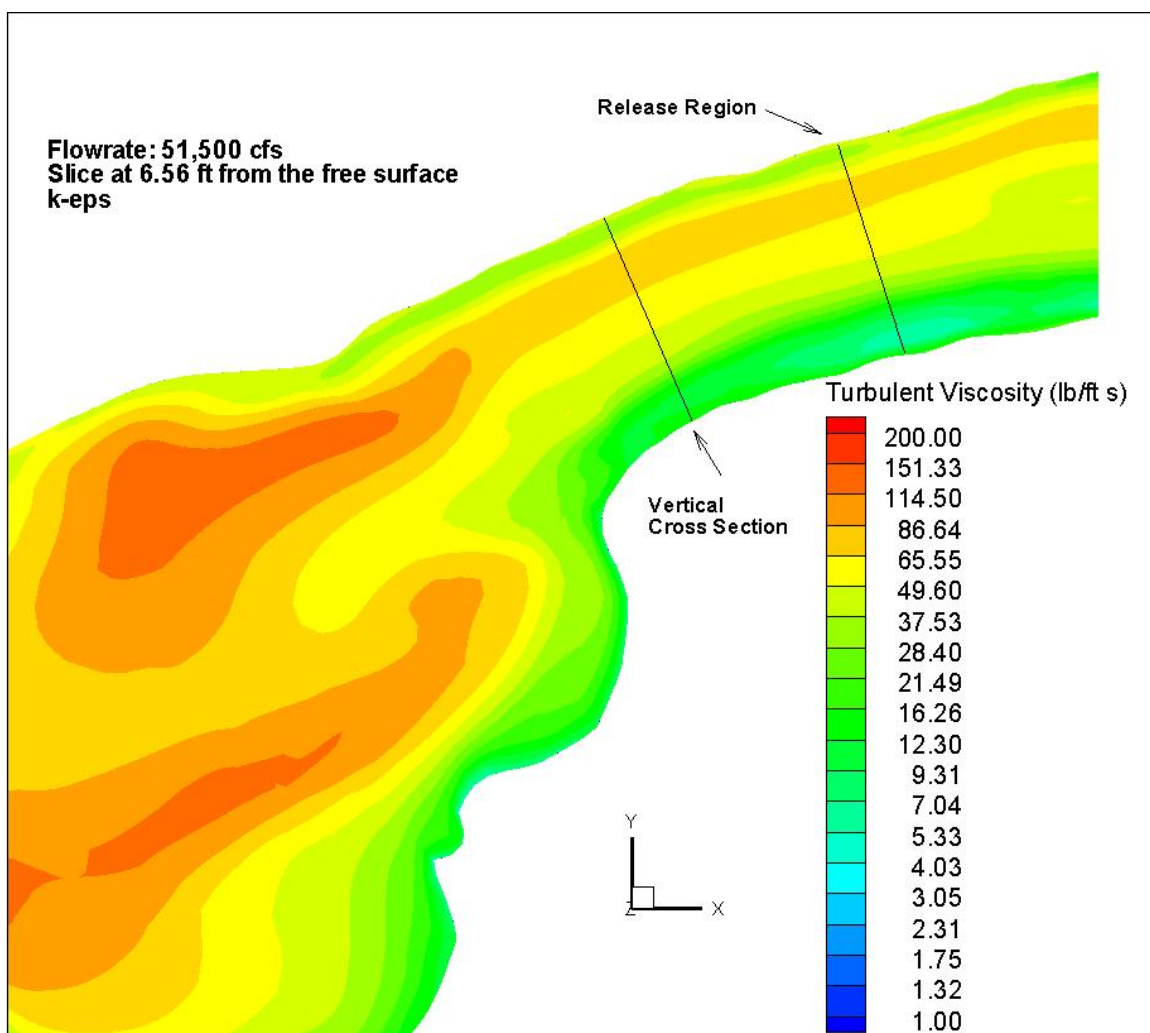 Release Region
Flowrate: 51,500 cfs
Slice at 6.56 ft from the free surface
k-eps
Vertical
Cross Section
Turbulent Viscosity (lb/ft s)
200.00
151.33
114.50
86.64
65.55
49.60
37.53
28.40
21.49
16.26
12.30
9.31
7.04
5.33
4.03
3.05
2.31
1.75
1.32
1.00
Y
Z
X